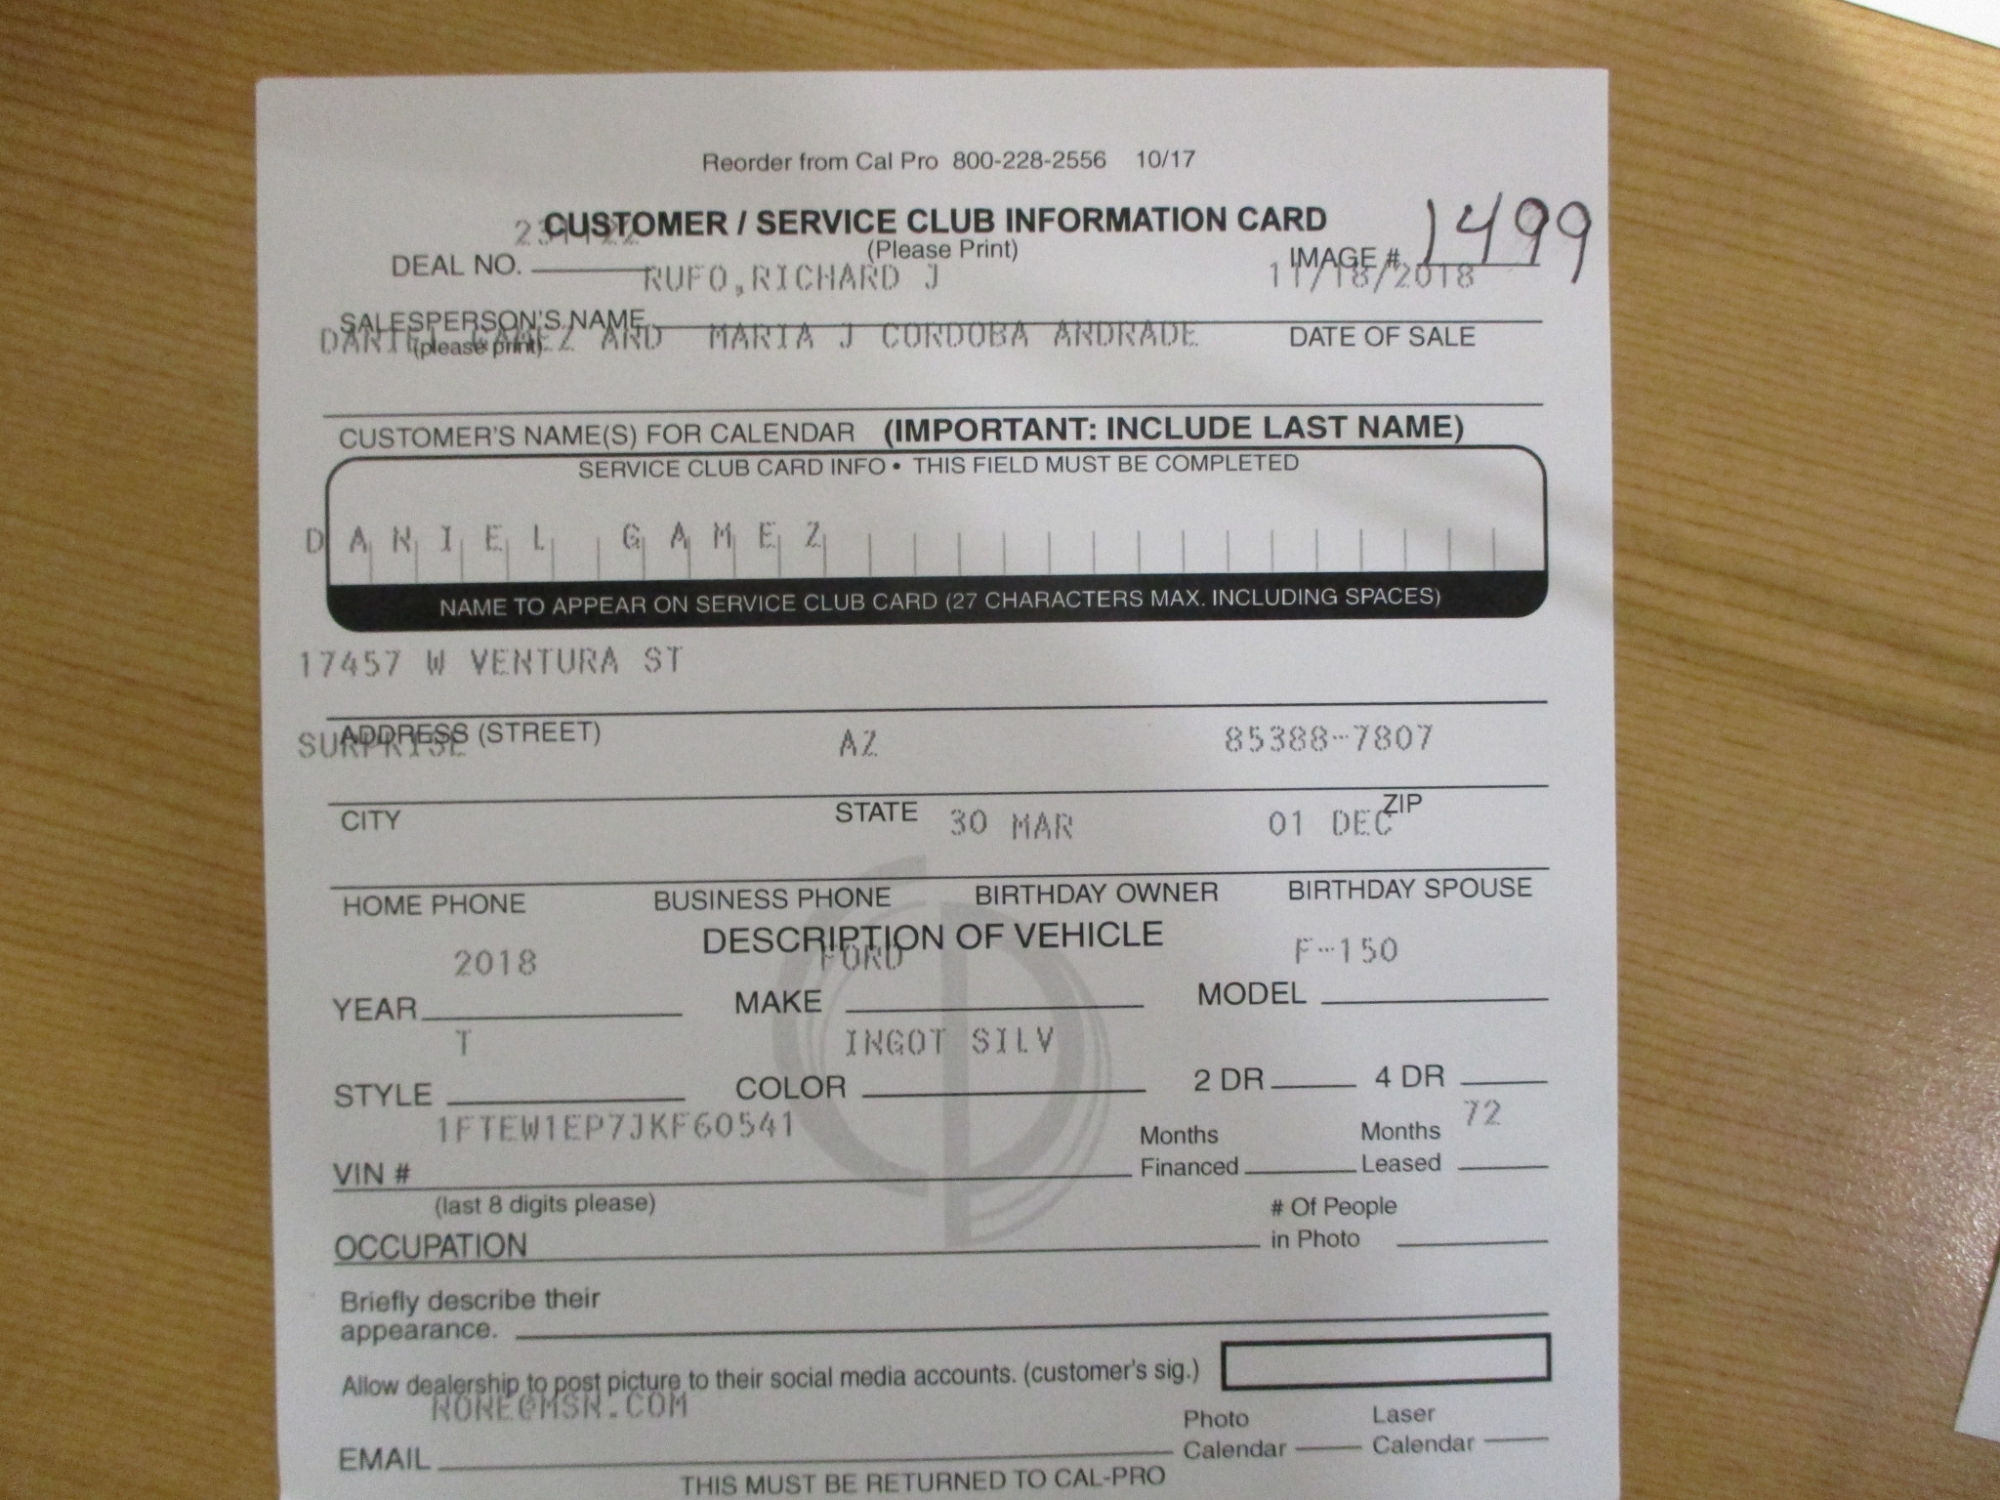 Reorder from Cal Pro 800-228-2556 10/17
CUSTOMER / SERVICE CLUB INFORMATION CARD
(Please Print)
DEAL NO. IMAGE # 1499
RUFO,RICHARD J 11/18/2018
SALESPERSON'S NAME
(please print)
DATE OF SALE
DANIEL GAMEZ AND MARIA J CORDOBA ANDRADE
CUSTOMER'S NAME(S) FOR CALENDAR (IMPORTANT: INCLUDE LAST NAME)
SERVICE CLUB CARD INFO • THIS FIELD MUST BE COMPLETED
DANIEL GAMEZ
NAME TO APPEAR ON SERVICE CLUB CARD (27 CHARACTERS MAX. INCLUDING SPACES)
17457 W VENTURA ST
ADDRESS (STREET)
SURPRISE AZ 85388-7807
CITY STATE ZIP
30 MAR 01 DEC
HOME PHONE BUSINESS PHONE BIRTHDAY OWNER BIRTHDAY SPOUSE
DESCRIPTION OF VEHICLE
2018 FORD F-150
YEAR MAKE MODEL
T INGOT SILV
STYLE COLOR 2 DR 4 DR
1FTEW1EP7JKF60541 72
VIN # Months Financed Months Leased
(last 8 digits please)
OCCUPATION # Of People in Photo
Briefly describe their
appearance.
Allow dealership to post picture to their social media accounts. (customer's sig.)
NONE@MSN.COM
EMAIL Photo Calendar Laser Calendar
THIS MUST BE RETURNED TO CAL-PRO